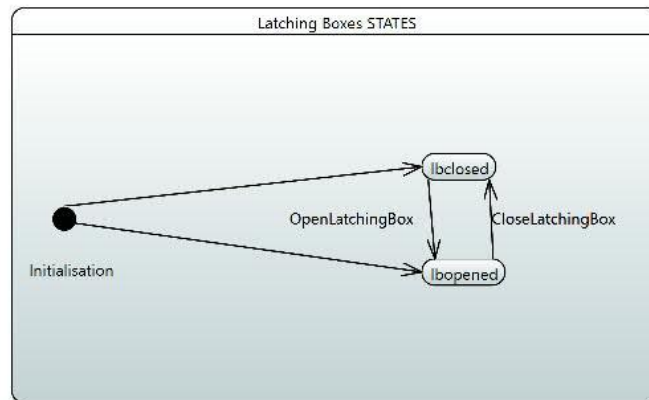 Latching Boxes STATES
lbclosed
OpenLatchingBox
CloseLatchingBox
lbopened
Initialisation